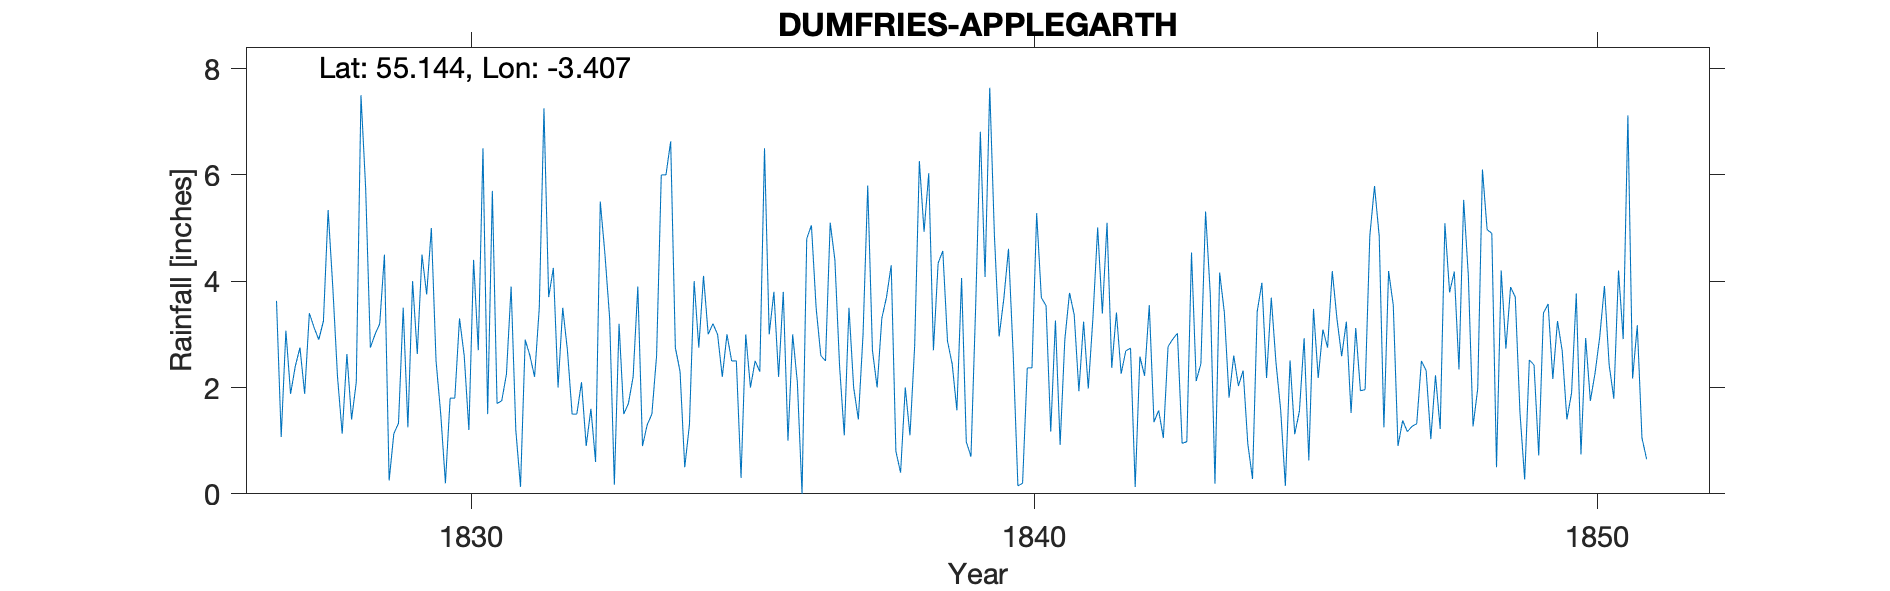 DUMFRIES-APPLEGARTH
Lat: 55.144, Lon: -3.407
8
6
4
2
0
Rainfall [inches]
1830
1840
1850
Year